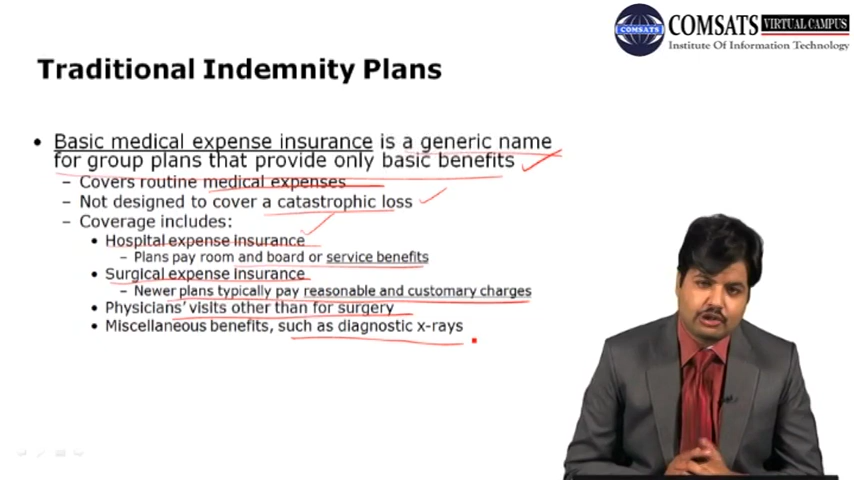 COMSATS VIRTUAL CAMPUS
COMSATS
Institute Of Information Technology
Traditional Indemnity Plans
• Basic medical expense insurance is a generic name
for group plans that provide only basic benefits
– Covers routine medical expenses
– Not designed to cover a catastrophic loss
– Coverage includes:
• Hospital expense insurance
– Plans pay room and board or service benefits
• Surgical expense insurance
– Newer plans typically pay reasonable and customary charges
• Physicians' visits other than for surgery
• Miscellaneous benefits, such as diagnostic x-rays